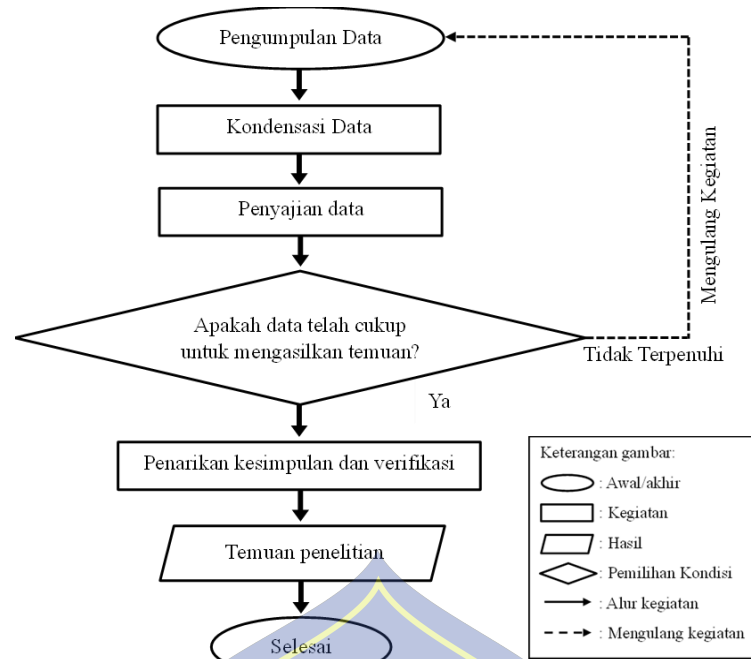 Pengumpulan Data
Kondensasi Data
Penyajian data
Apakah data telah cukup
untuk mengasilkan temuan?
Tidak Terpenuhi
Mengulang Kegiatan
Ya
Penarikan kesimpulan dan verifikasi
Temuan penelitian
Selesai
Keterangan gambar:
: Awal/akhir
: Kegiatan
: Hasil
: Pemilihan Kondisi
: Alur kegiatan
: Mengulang kegiatan